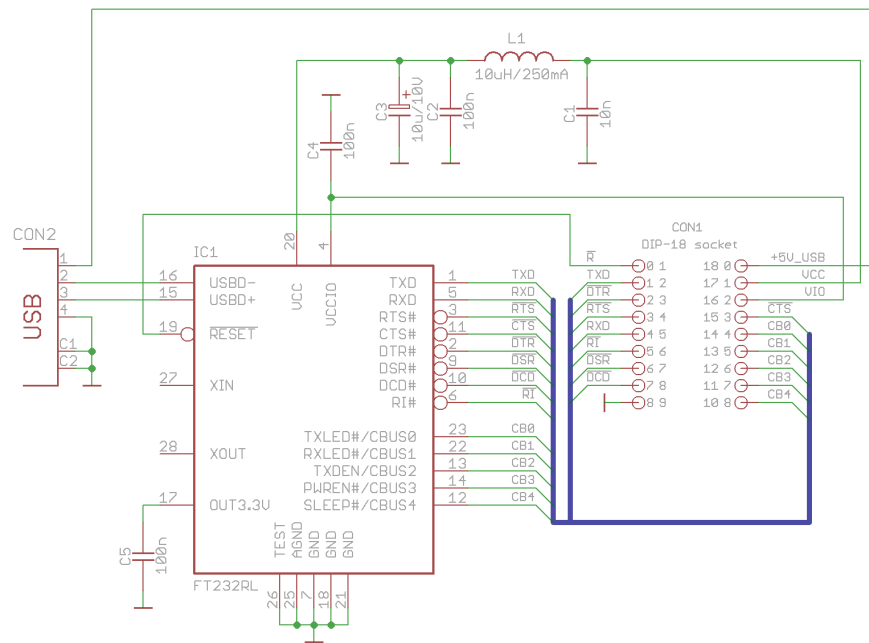 L1
10uH/250mA
C3
10u/10V
+
C2
100n
C1
10n
C4
100n
CON2
USB
1
2
3
4
C1
C2
IC1
20
VCC
4
VCCIO
16 USBD-
15 USBD+
19 RESET
27 XIN
28 XOUT
17 OUT3.3V
TXD 1 TXD
RXD 5 RXD
RTS# 3 RTS
CTS# 11 CTS
DTR# 2 DTR
DSR# 9 DSR
DCD# 10 DCD
RI# 6 RI
TXLED#/CBUS0 23 CB0
RXLED#/CBUS1 22 CB1
TXDEN/CBUS2 13 CB2
PWREN#/CBUS3 14 CB3
SLEEP#/CBUS4 12 CB4
TEST AGND GND GND GND
26 25 7 18 21
FT232RL
C5
100n
CON1
DIP-18 socket
R 0 1 18 0 +5V_USB
TXD 1 2 17 1 VCC
DTR 2 3 16 2 VIO
RTS 3 4 15 3 CTS
RXD 4 5 14 4 CB0
RI 5 6 13 5 CB1
DSR 6 7 12 6 CB2
DCD 7 8 11 7 CB3
8 9 10 8 CB4